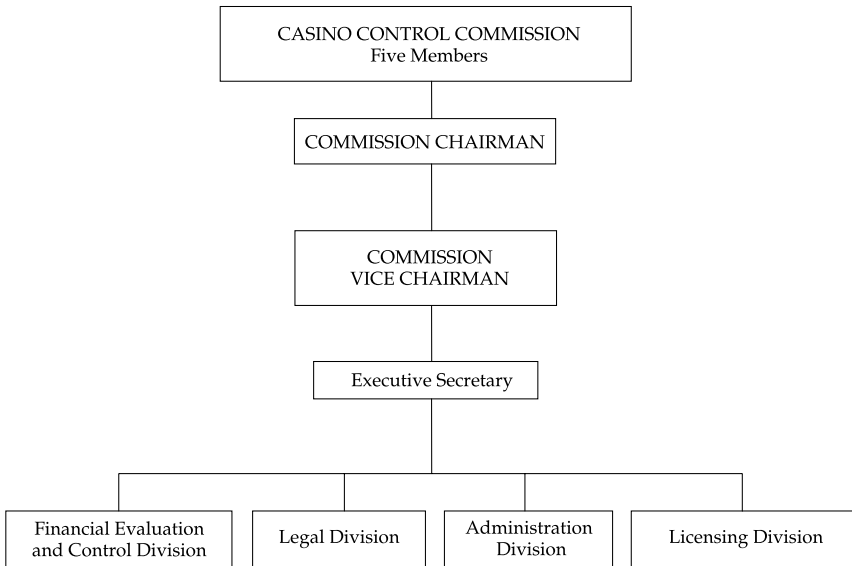 CASINO CONTROL COMMISSION
Five Members
COMMISSION CHAIRMAN
COMMISSION
VICE CHAIRMAN
Executive Secretary
Financial Evaluation
and Control Division
Legal Division
Administration
Division
Licensing Division